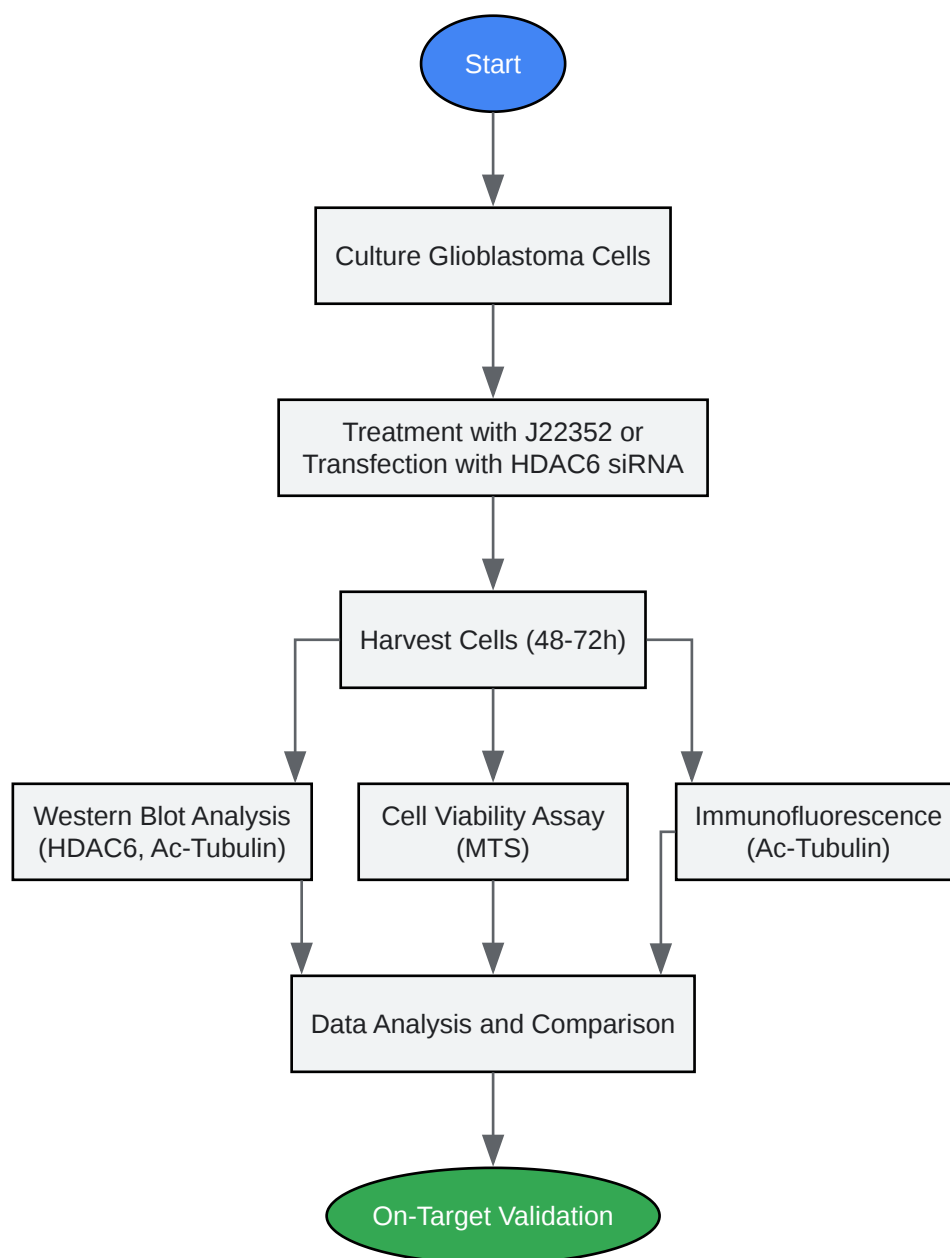 Start
Culture Glioblastoma Cells
Treatment with J22352 or
Transfection with HDAC6 siRNA
Harvest Cells (48-72h)
Western Blot Analysis
(HDAC6, Ac-Tubulin)
Cell Viability Assay
(MTS)
Immunofluorescence
(Ac-Tubulin)
Data Analysis and Comparison
On-Target Validation